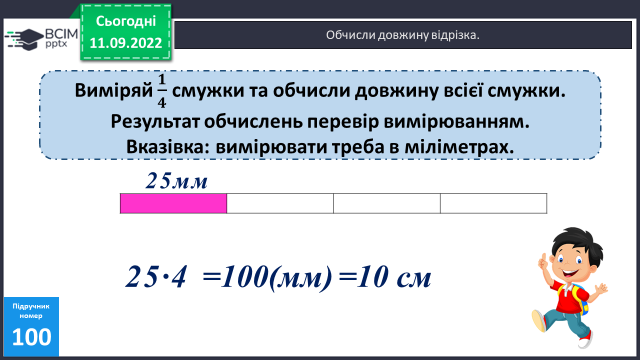 ВСІМ
pptx
Сьогодні
11.09.2022
Обчисли довжину відрізка.
Виміряй 1/4 смужки та обчисли довжину всієї смужки.
Результат обчислень перевір вимірюванням.
Вказівка: вимірювати треба в міліметрах.
25мм
25·4 =100(мм)=10 см
Підручник
номер
100